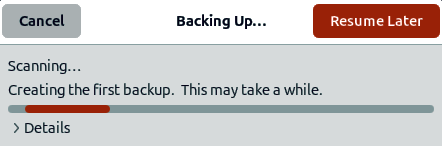 Cancel
Backing Up...
Resume Later
Scanning...
Creating the first backup.  This may take a while.
Details